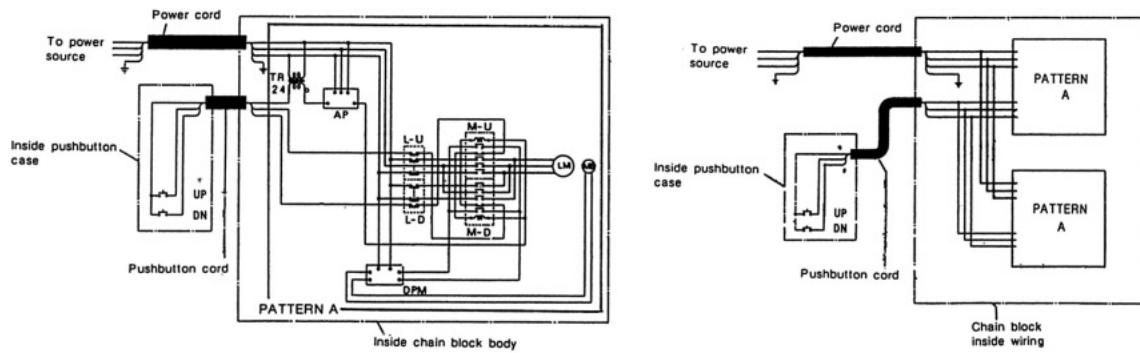 Power cord
To power
source
TR
24
AP
L-U
M-U
Inside pushbutton
case
UP
DN
LM
MB
L-D
M-D
Pushbutton cord
DPM
PATTERN A
Inside chain block body
Power cord
To power
source
PATTERN
A
Inside pushbutton
case
UP
DN
PATTERN
A
Pushbutton cord
Chain block
inside wiring